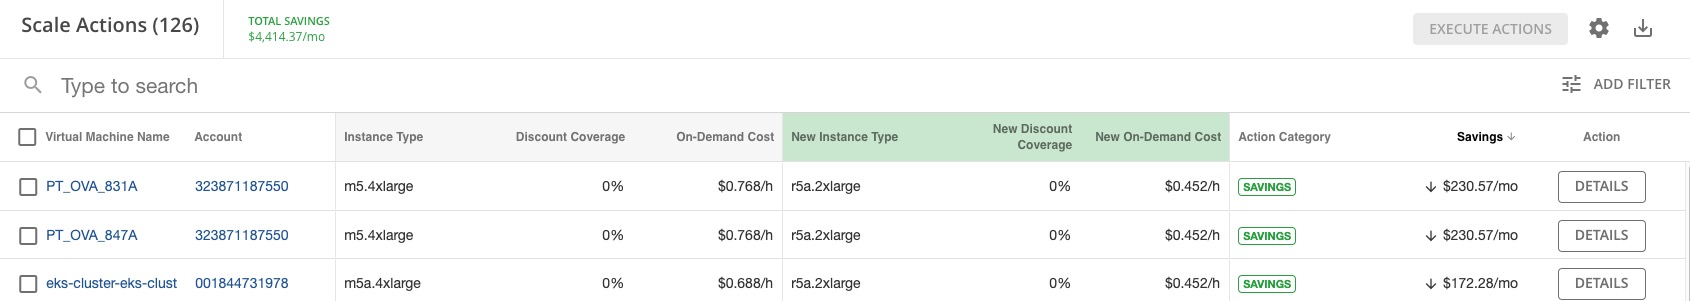 Scale Actions (126)
TOTAL SAVINGS
$4,414.37/mo
EXECUTE ACTIONS
Type to search
ADD FILTER
Virtual Machine Name Account Instance Type Discount Coverage On-Demand Cost New Instance Type New Discount Coverage New On-Demand Cost Action Category Savings ↓ Action
PT_OVA_831A 323871187550 m5.4xlarge 0% $0.768/h r5a.2xlarge 0% $0.452/h SAVINGS ↓ $230.57/mo DETAILS
PT_OVA_847A 323871187550 m5.4xlarge 0% $0.768/h r5a.2xlarge 0% $0.452/h SAVINGS ↓ $230.57/mo DETAILS
eks-cluster-eks-clust 001844731978 m5a.4xlarge 0% $0.688/h r5a.2xlarge 0% $0.452/h SAVINGS ↓ $172.28/mo DETAILS